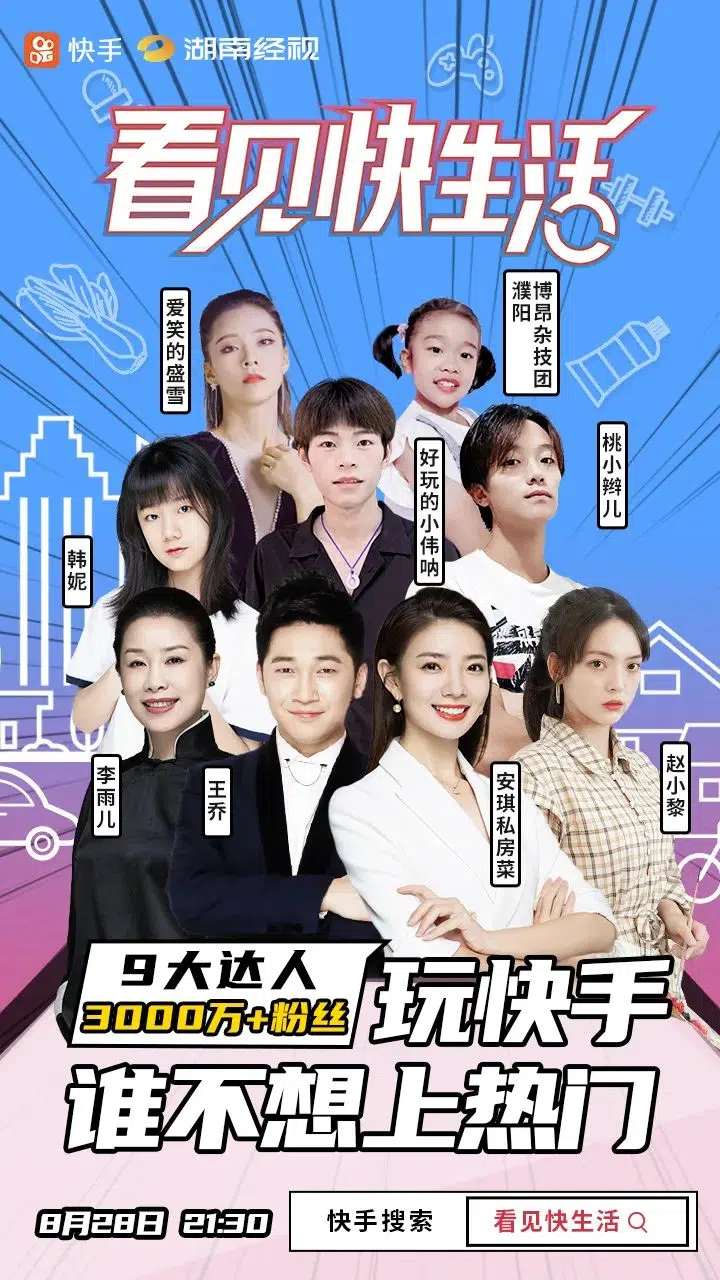 快手 湖南经视
看见快生活
爱笑的盛雪
濮阳
博昂杂技团
好玩的小伟呐
桃小辫儿
韩妮
李雨儿
王乔
安琪私房菜
赵小黎
9大达人
3000万+粉丝
玩快手
谁不想上热门
8月28日 21:30
快手搜索
看见快生活